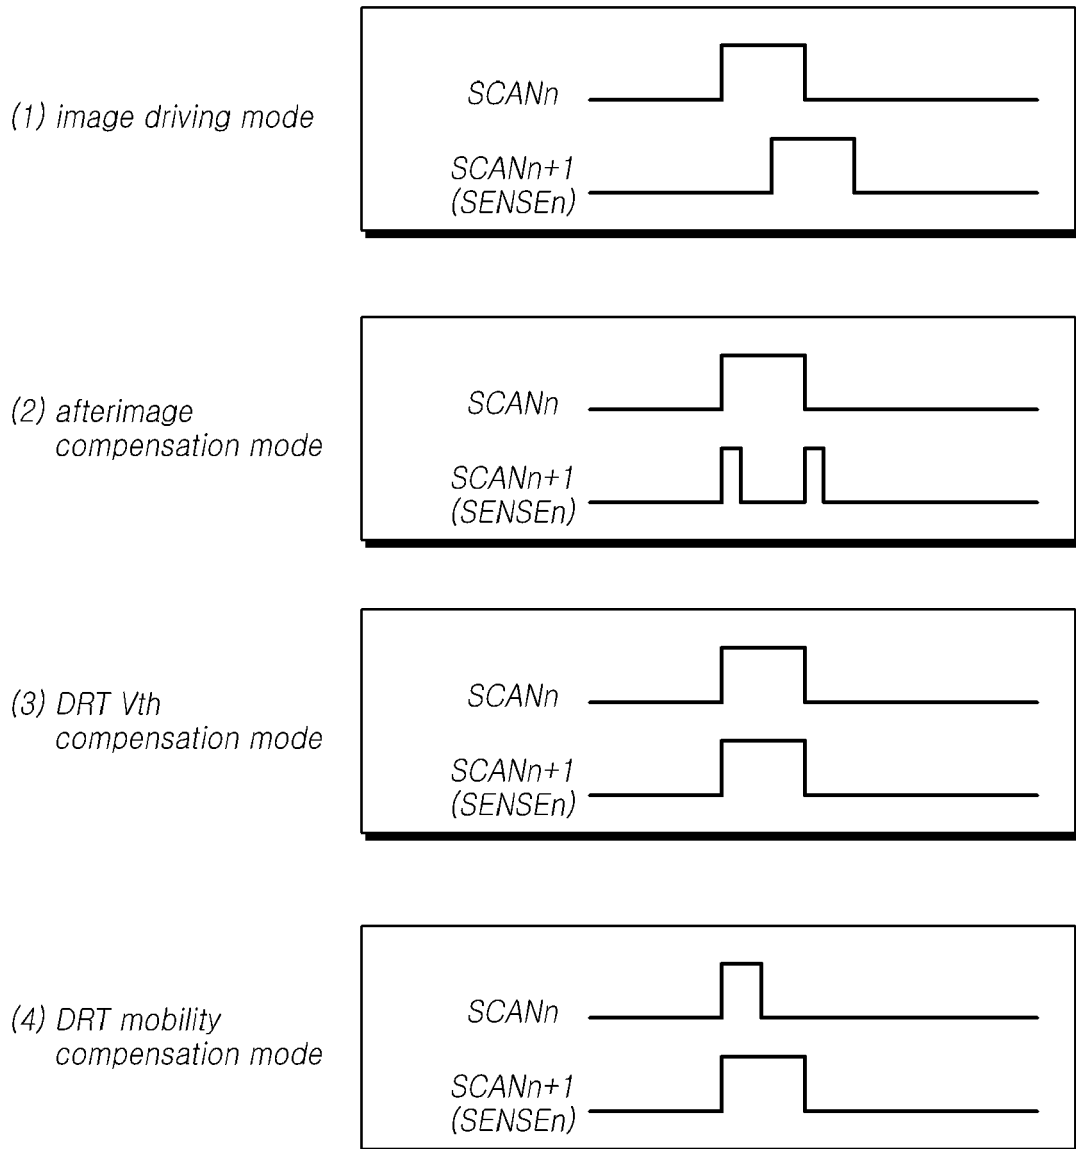 (1) image driving mode
SCANn
SCANn+1
(SENSEn)
(2) afterimage
compensation mode
SCANn
SCANn+1
(SENSEn)
(3) DRT Vth
compensation mode
SCANn
SCANn+1
(SENSEn)
(4) DRT mobility
compensation mode
SCANn
SCANn+1
(SENSEn)